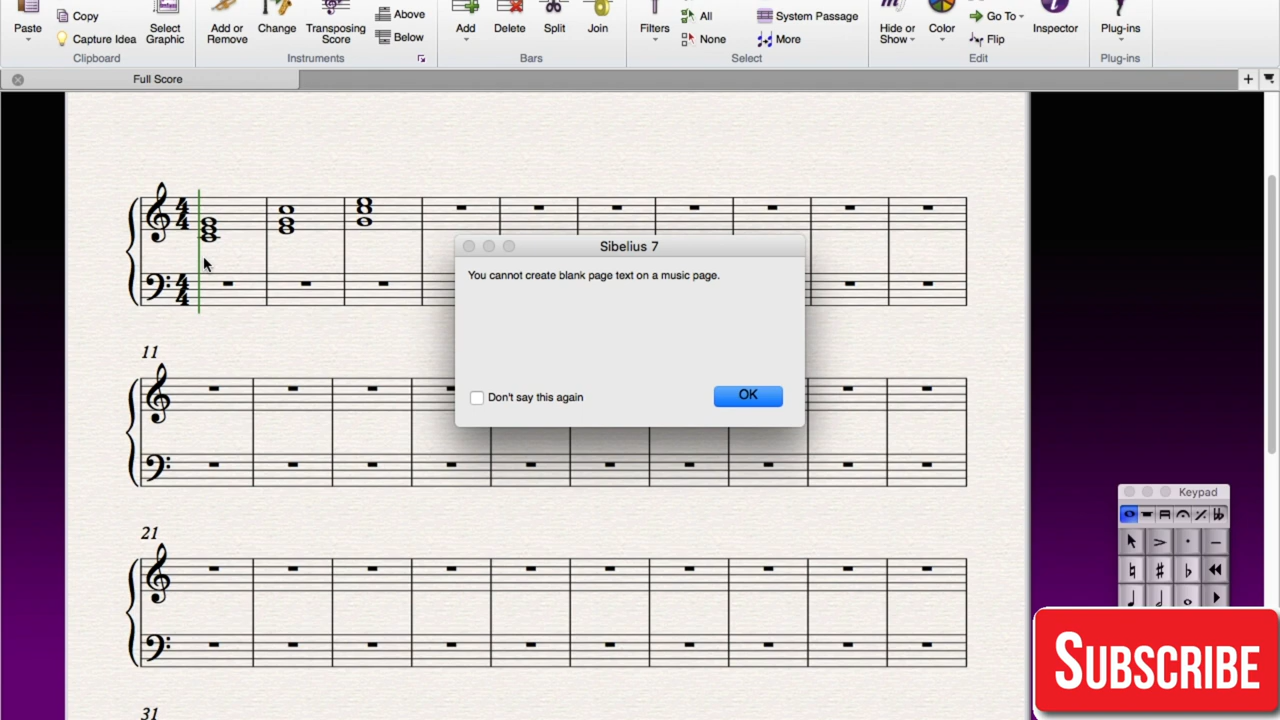 Copy
Above
All
System Passage
Go To
Paste
Capture Idea
Select Graphic
Add or Remove
Change
Transposing Score
Below
Add
Delete
Split
Join
Filters
None
More
Hide or Show
Color
Flip
Inspector
Plug-ins
Clipboard
Instruments
Bars
Select
Edit
Plug-ins
Full Score
Sibelius 7
You cannot create blank page text on a music page.
Don't say this again
OK
11
21
31
Keypad
SUBSCRIBE